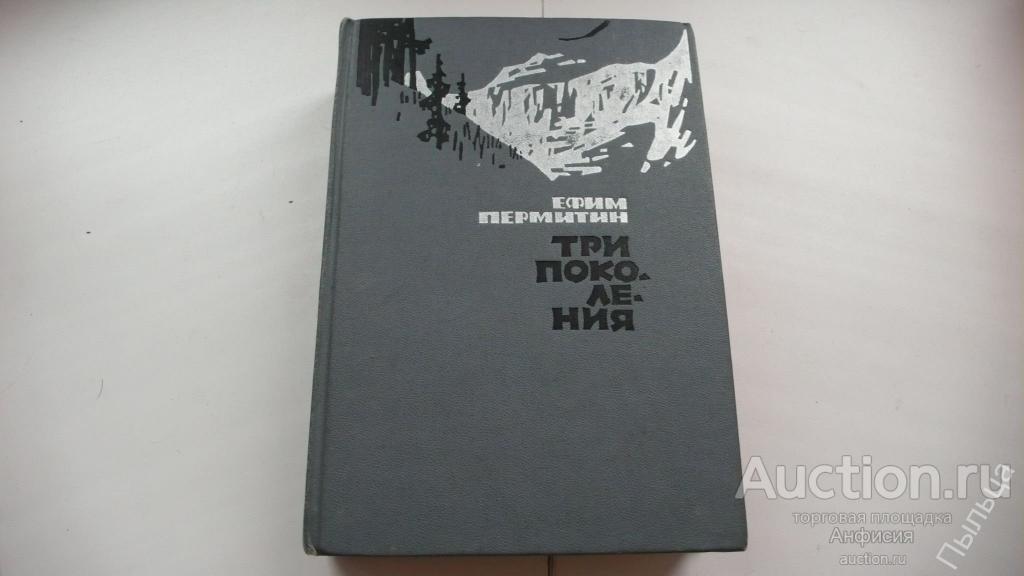 ЕФИМ
ПЕРМИТИН
ТРИ
ПОКО-
ЛЕ-
НИЯ
Auction.ru
торговая площадка
Анфисия
auction.ru
Пыльца